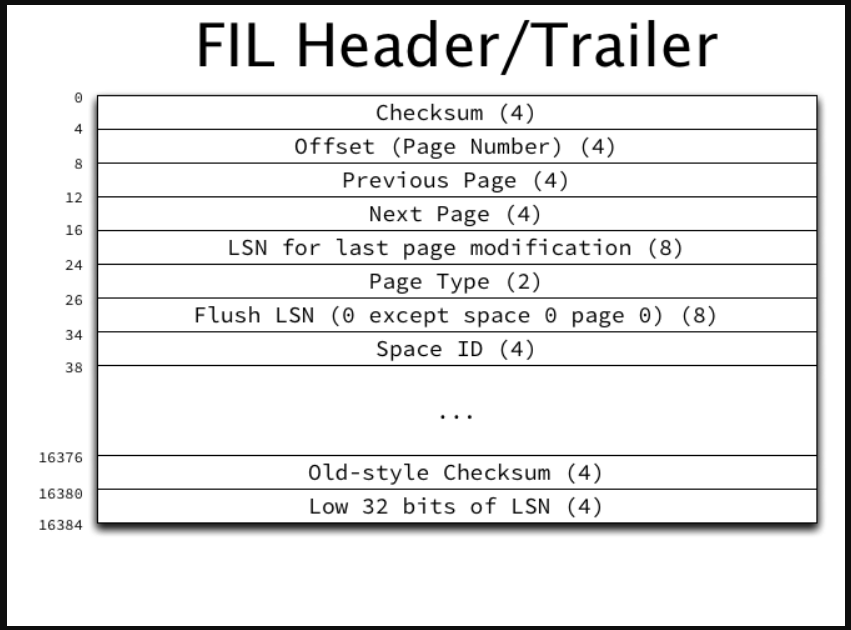 FIL Header/Trailer
0
Checksum (4)
4
Offset (Page Number) (4)
8
Previous Page (4)
12
Next Page (4)
16
LSN for last page modification (8)
24
Page Type (2)
26
Flush LSN (0 except space 0 page 0) (8)
34
Space ID (4)
38
...
16376
Old-style Checksum (4)
16380
Low 32 bits of LSN (4)
16384